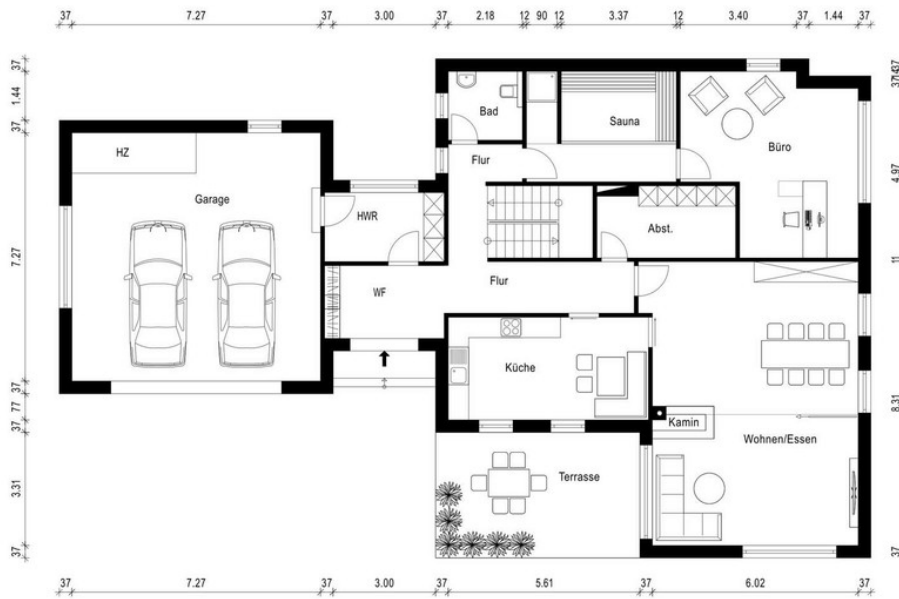 37 7.27 37 3.00 37 2.18 12 90 12 3.37 12 3.40 37 1.44 37
37
1.44
37
7.27
37
77
37
3.31
37
HZ
Garage
HWR
WF
Bad
Flur
Sauna
Büro
Abst.
Flur
Küche
Kamin
Wohnen/Essen
Terrasse
37
4.97
11
8.31
37
37 7.27 37 3.00 37 5.61 37 6.02 37